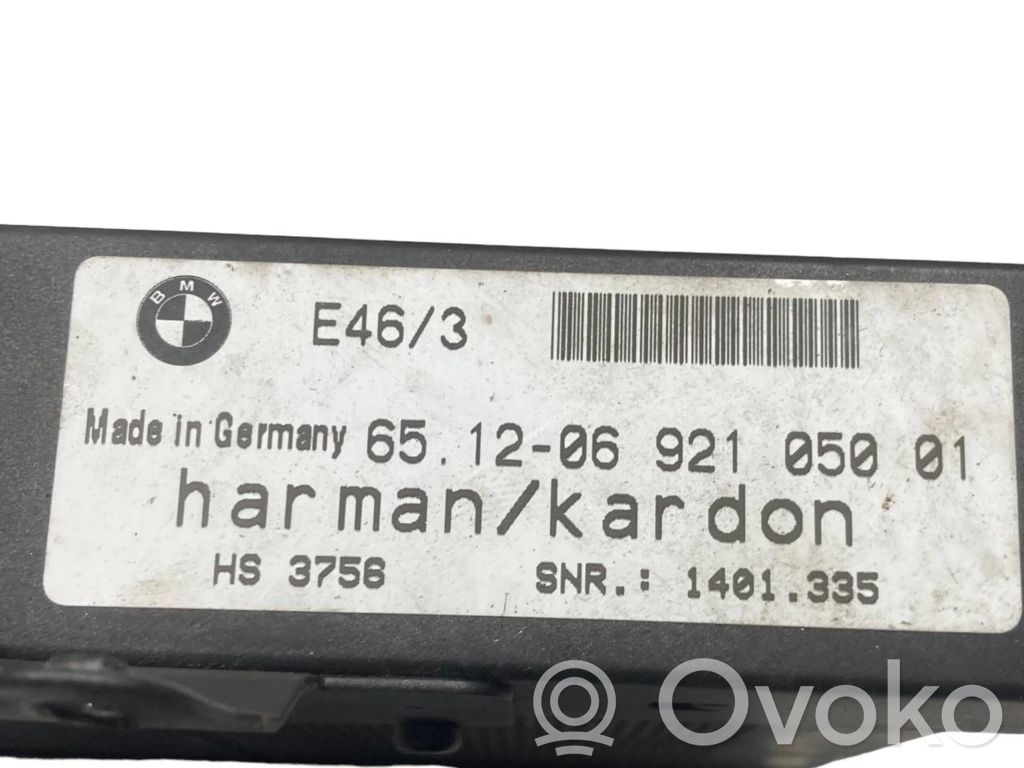 BMW
E46/3
Made in Germany 65.12-06 921 050 01
harman/kardon
HS 3756 SNR.: 1401.335
Ovoko